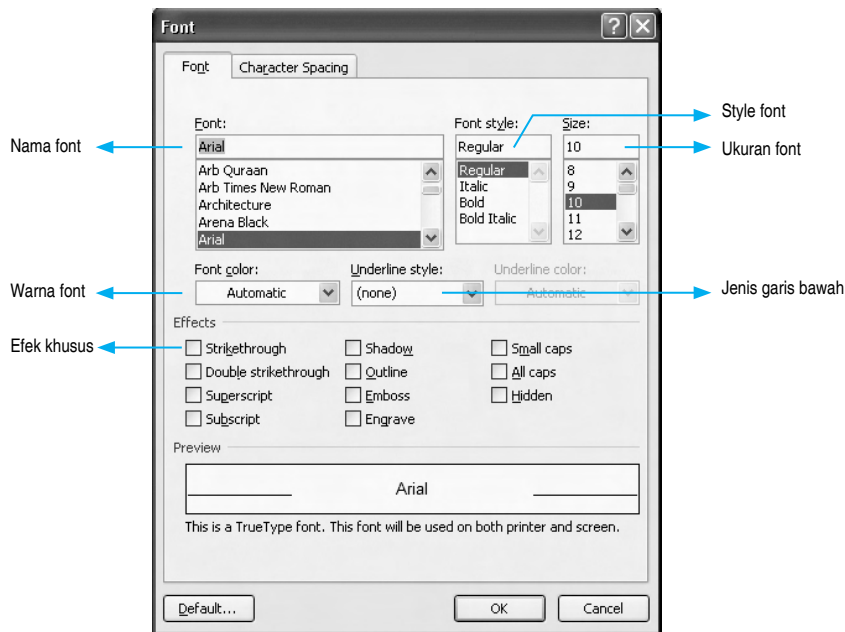 Font
Font Character Spacing
Style font
Font: Font style: Size:
Nama font Arial Regular 10 Ukuran font
Arb Quraan Regular 8
Arb Times New Roman Italic 9
Architecture Bold 10
Arena Black Bold Italic 11
Arial 12
Font color: Underline style: Underline color:
Warna font Automatic (none) Automatic Jenis garis bawah
Effects
Efek khusus Strikethrough Shadow Small caps
Double strikethrough Outline All caps
Superscript Emboss Hidden
Subscript Engrave
Preview
Arial
This is a TrueType font. This font will be used on both printer and screen.
Default... OK Cancel